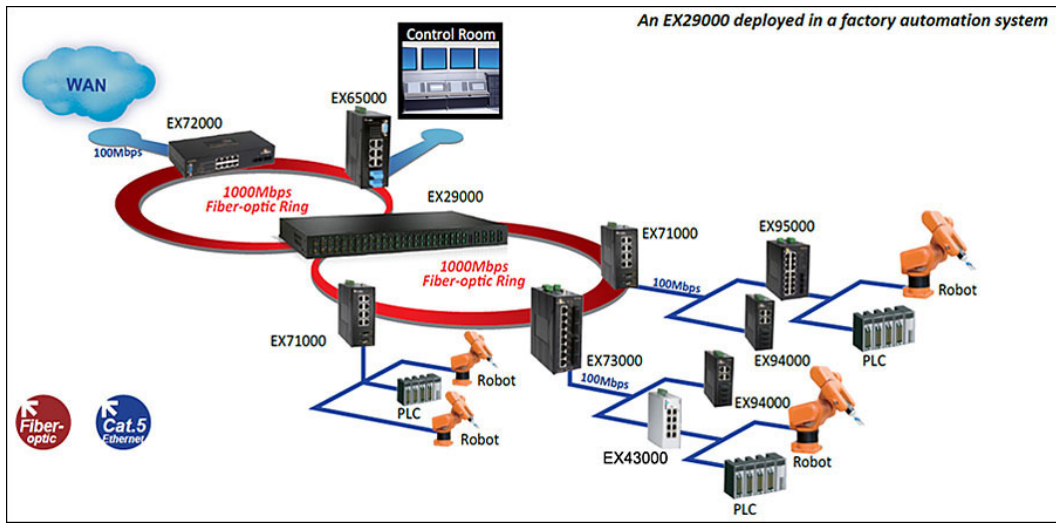 An EX29000 deployed in a factory automation system
Control Room
WAN
EX65000
EX72000
100Mbps
1000Mbps
Fiber-optic Ring
EX29000
EX71000
EX95000
1000Mbps
Fiber-optic Ring
100Mbps
Robot
EX71000
EX73000
EX94000
PLC
100Mbps
Robot
PLC
EX94000
Fiber-
optic
Cat.5
Ethernet
Robot
EX43000
Robot
PLC